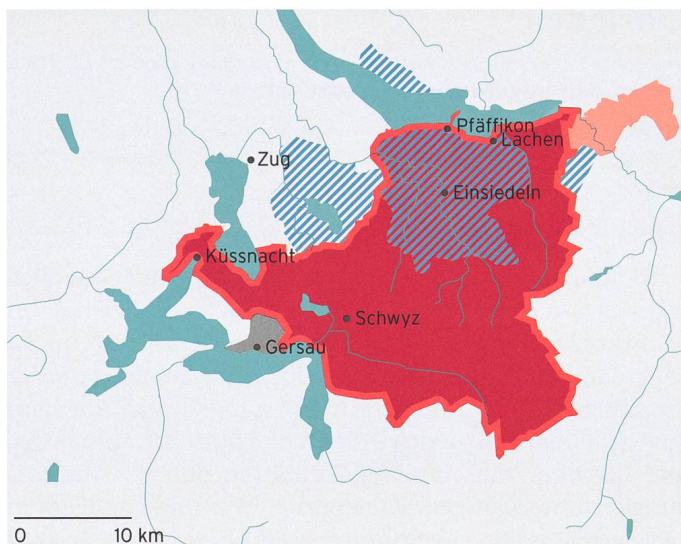 Pfäffikon
Lachen
Zug
Einsiedeln
Küssnacht
Schwyz
Gersau
0 10 km